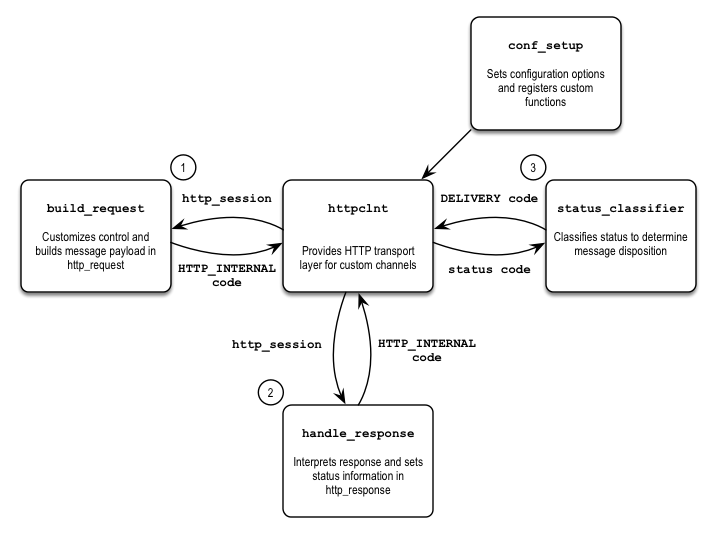 conf_setup
Sets configuration options
and registers custom
functions
1
3
http_session
DELIVERY code
build_request
httpclnt
status_classifier
Customizes control and
builds message payload in
http_request
Provides HTTP transport
layer for custom channels
Classifies status to determine
message disposition
HTTP_INTERNAL
code
status code
http_session
HTTP_INTERNAL
code
2
handle_response
Interprets response and sets
status information in
http_response